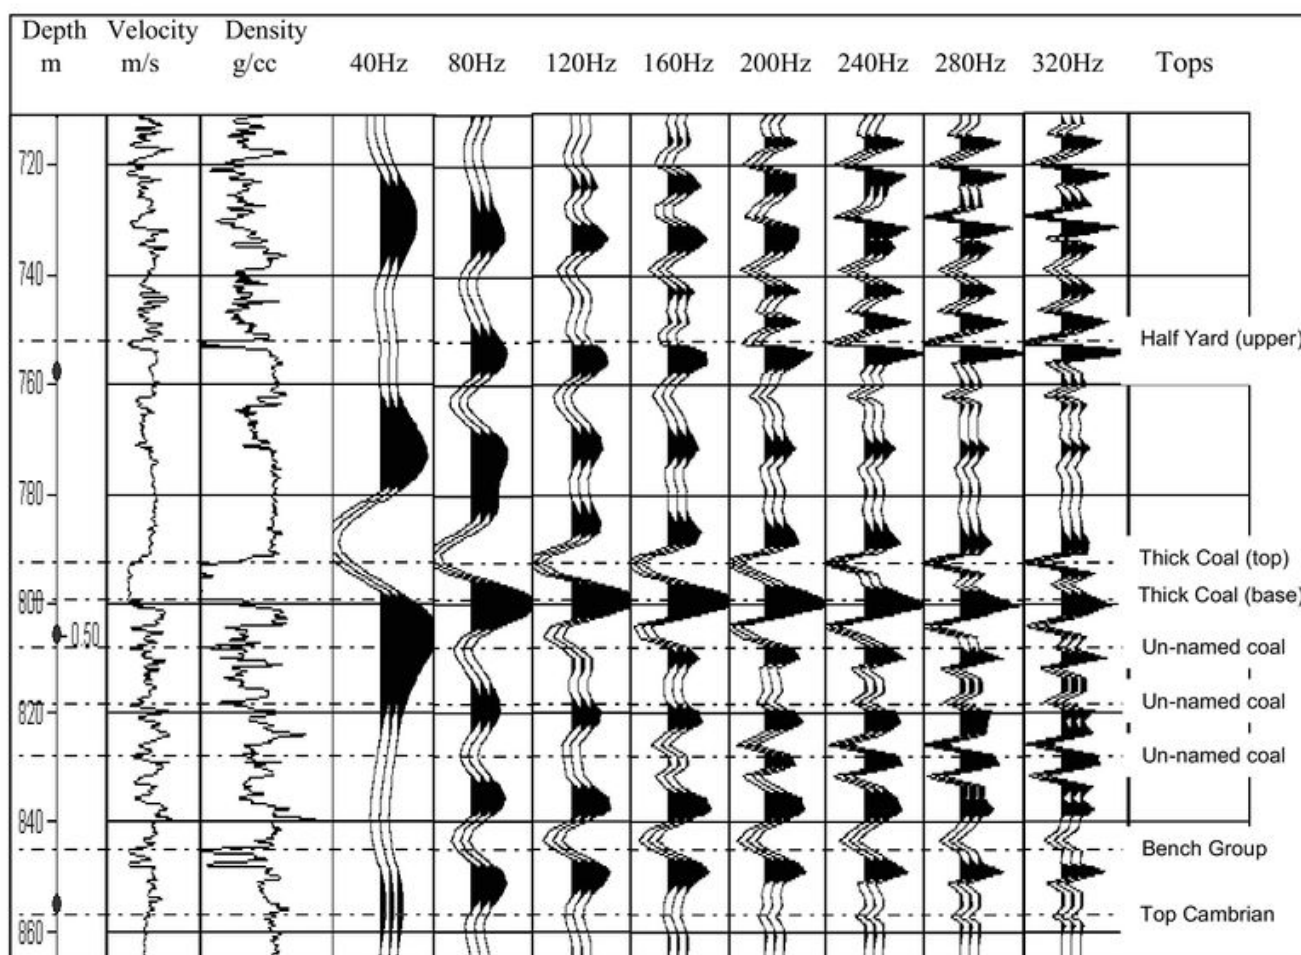 Depth Velocity Density
m m/s g/cc 40Hz 80Hz 120Hz 160Hz 200Hz 240Hz 280Hz 320Hz Tops
720
740
Half Yard (upper)
760
780
Thick Coal (top)
Thick Coal (base)
800
0.50
Un-named coal
Un-named coal
820
Un-named coal
840
Bench Group
Top Cambrian
860